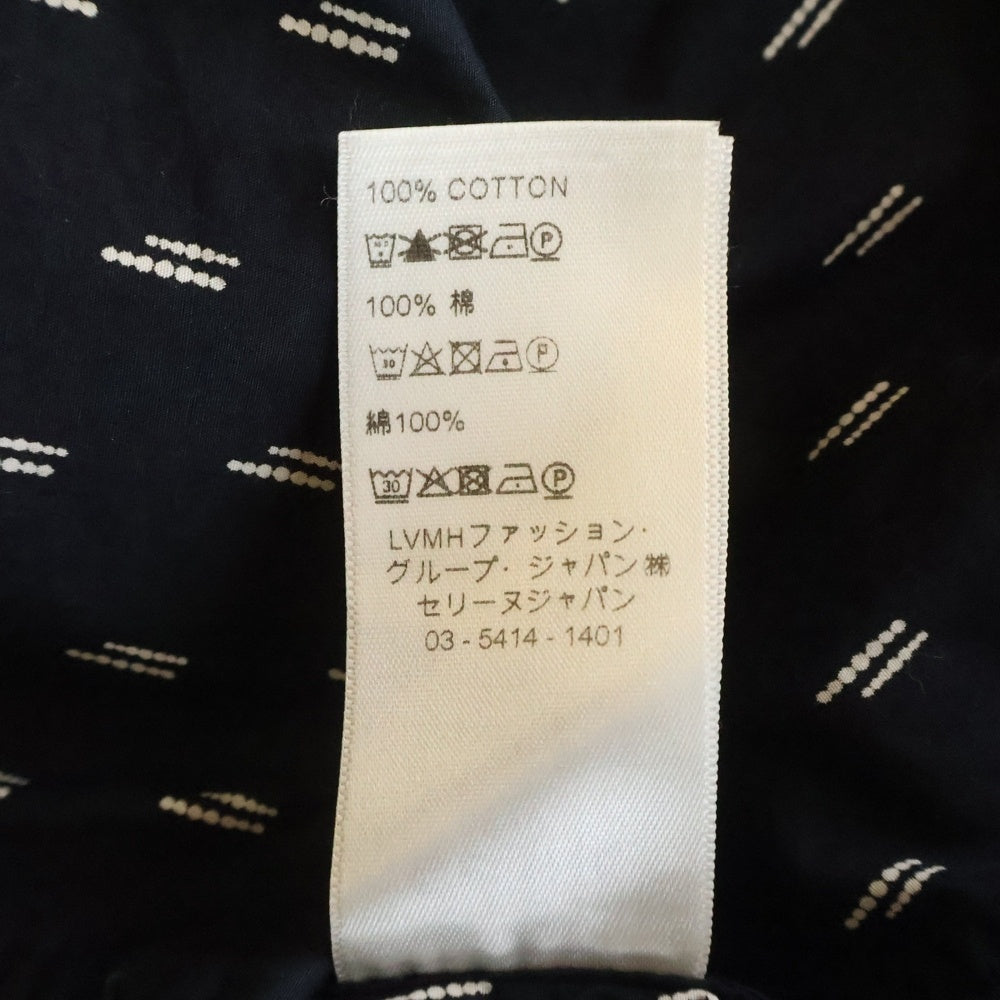 100% COTTON
P
100% 棉
30 P
綿100%
30 P
LVMHファッション・
グループ・ジャパン㈱
セリーヌジャパン
03 - 5414 - 1401